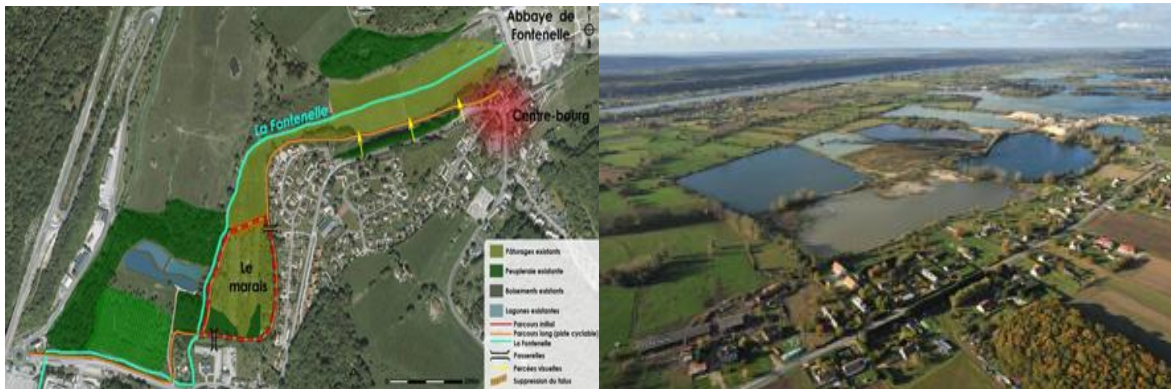 Abbaye de
Fontenelle
La Fontenelle
Centre-bourg
Le
marais
Pâturages existants
Peupleraie existante
Boisements existants
Lagunes existantes
Parcours initial
Parcours long (piste cyclable)
La Fontenelle
Passerelles
Percées visuelles
Suppression du talus